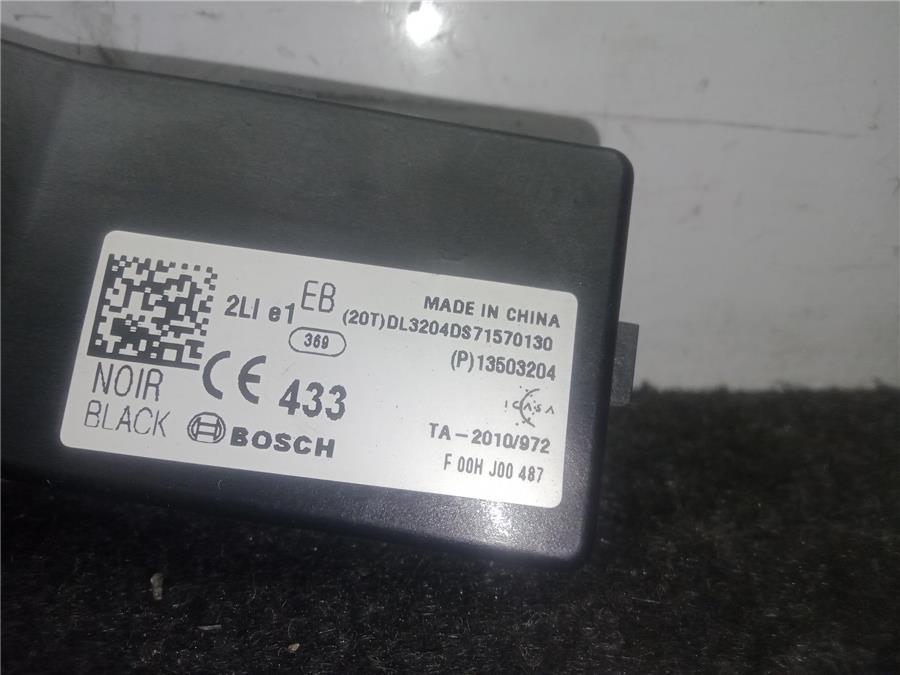 EB
2LI e1
369
MADE IN CHINA
(20T)DL3204DS71570130
(P)13503204
NOIR
BLACK
CE 433
BOSCH
ICASA
TA-2010/972
F 00H J00 487